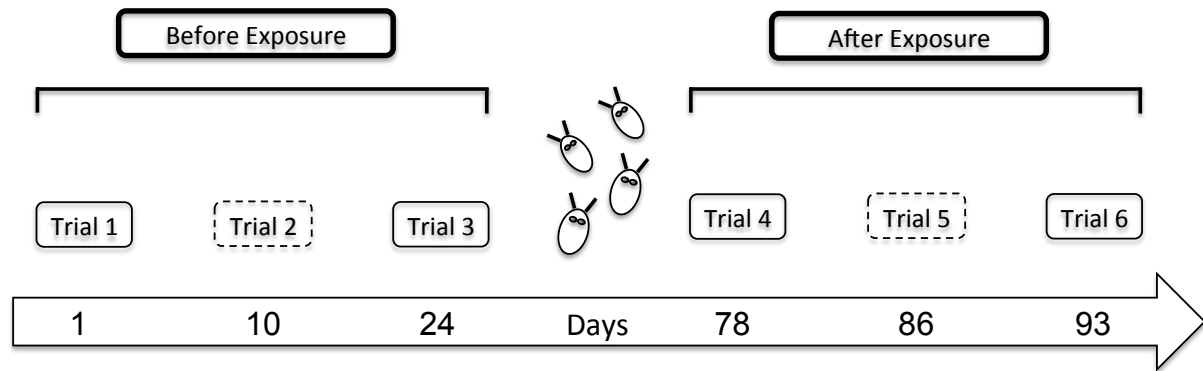 Before Exposure
After Exposure
Trial 1
Trial 2
Trial 3
Trial 4
Trial 5
Trial 6
1 10 24 Days 78 86 93